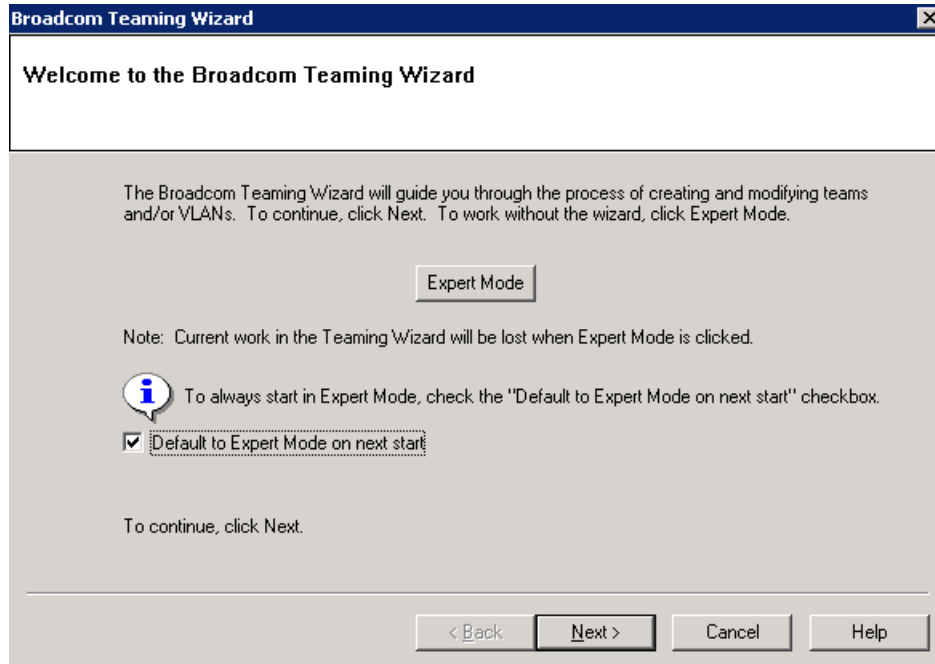 Broadcom Teaming Wizard
Welcome to the Broadcom Teaming Wizard
The Broadcom Teaming Wizard will guide you through the process of creating and modifying teams
and/or VLANs.  To continue, click Next.  To work without the wizard, click Expert Mode.
Expert Mode
Note:  Current work in the Teaming Wizard will be lost when Expert Mode is clicked.
To always start in Expert Mode, check the "Default to Expert Mode on next start" checkbox.
Default to Expert Mode on next start
To continue, click Next.
< Back Next > Cancel Help